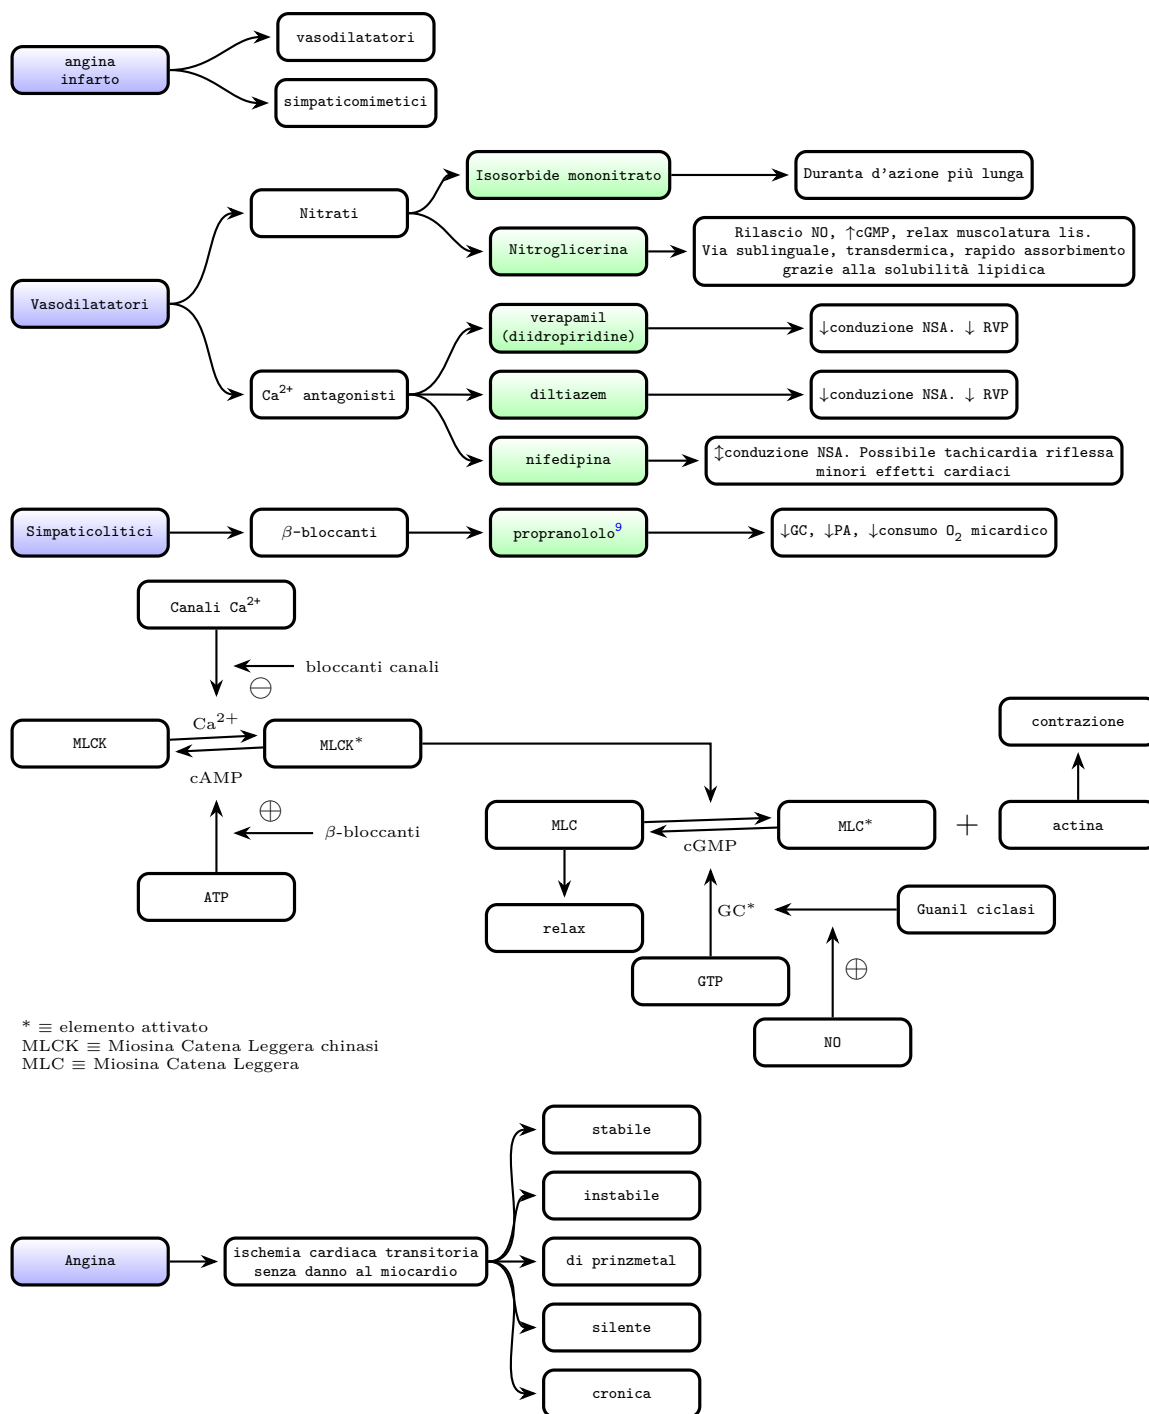 angina
infarto
vasodilatatori
simpaticomimetici
Vasodilatatori
Nitrati
Isosorbide mononitrato
Duranta d'azione più lunga
Nitroglicerina
Rilascio NO, ↑cGMP, relax muscolatura lis.
Via sublinguale, transdermica, rapido assorbimento
grazie alla solubilità lipidica
Ca²⁺ antagonisti
verapamil
(diidropiridine)
↓conduzione NSA. ↓ RVP
diltiazem
↓conduzione NSA. ↓ RVP
nifedipina
↕conduzione NSA. Possibile tachicardia riflessa
minori effetti cardiaci
Simpaticolitici
β-bloccanti
propranololo⁹
↓GC, ↓PA, ↓consumo O₂ micardico
Canali Ca²⁺
bloccanti canali
⊖
MLCK
Ca²⁺
MLCK*
cAMP
⊕
β-bloccanti
ATP
contrazione
MLC
cGMP
MLC*
+
actina
relax
GC*
Guanil ciclasi
GTP
⊕
NO
* ≡ elemento attivato
MLCK ≡ Miosina Catena Leggera chinasi
MLC ≡ Miosina Catena Leggera
Angina
ischemia cardiaca transitoria
senza danno al miocardio
stabile
instabile
di prinzmetal
silente
cronica